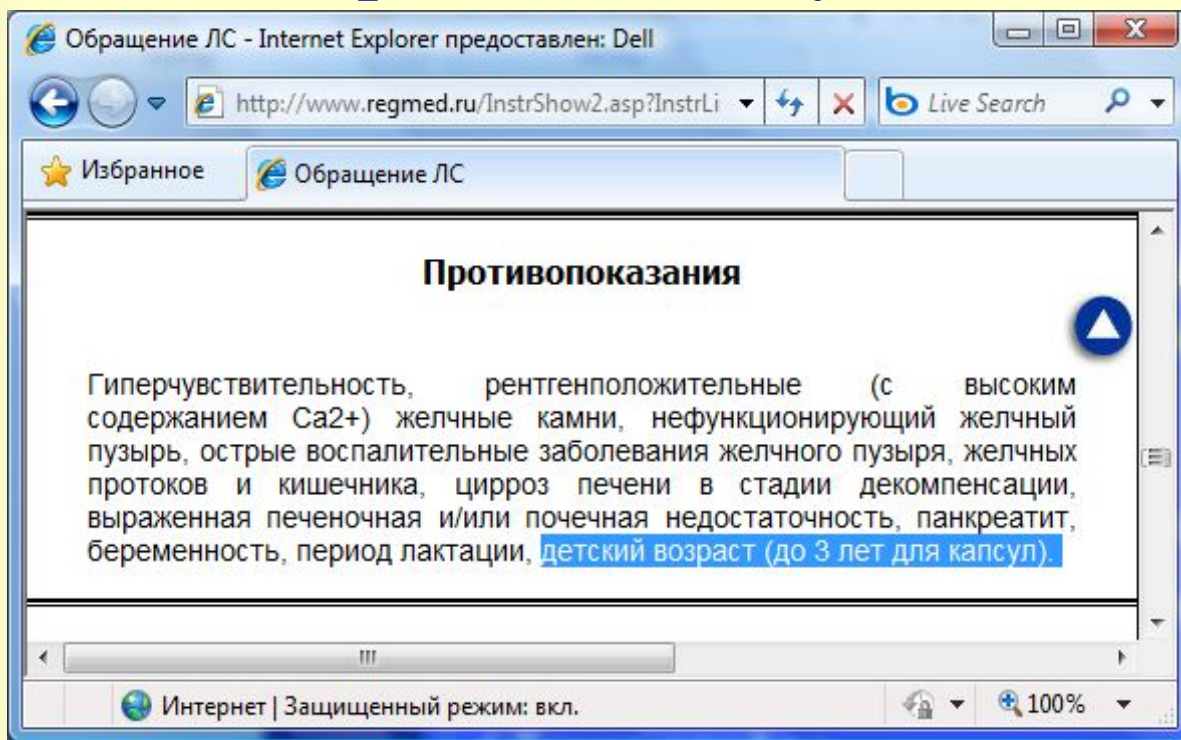 Обращение ЛС - Internet Explorer предоставлен: Dell
http://www.regmed.ru/InstrShow2.asp?InstrLi
Live Search
Избранное
Обращение ЛС
Противопоказания
Гиперчувствительность, рентгенположительные (с высоким
содержанием Ca2+) желчные камни, нефункционирующий желчный
пузырь, острые воспалительные заболевания желчного пузыря, желчных
протоков и кишечника, цирроз печени в стадии декомпенсации,
выраженная печеночная и/или почечная недостаточность, панкреатит,
беременность, период лактации, детский возраст (до 3 лет для капсул).
Интернет | Защищенный режим: вкл.
100%